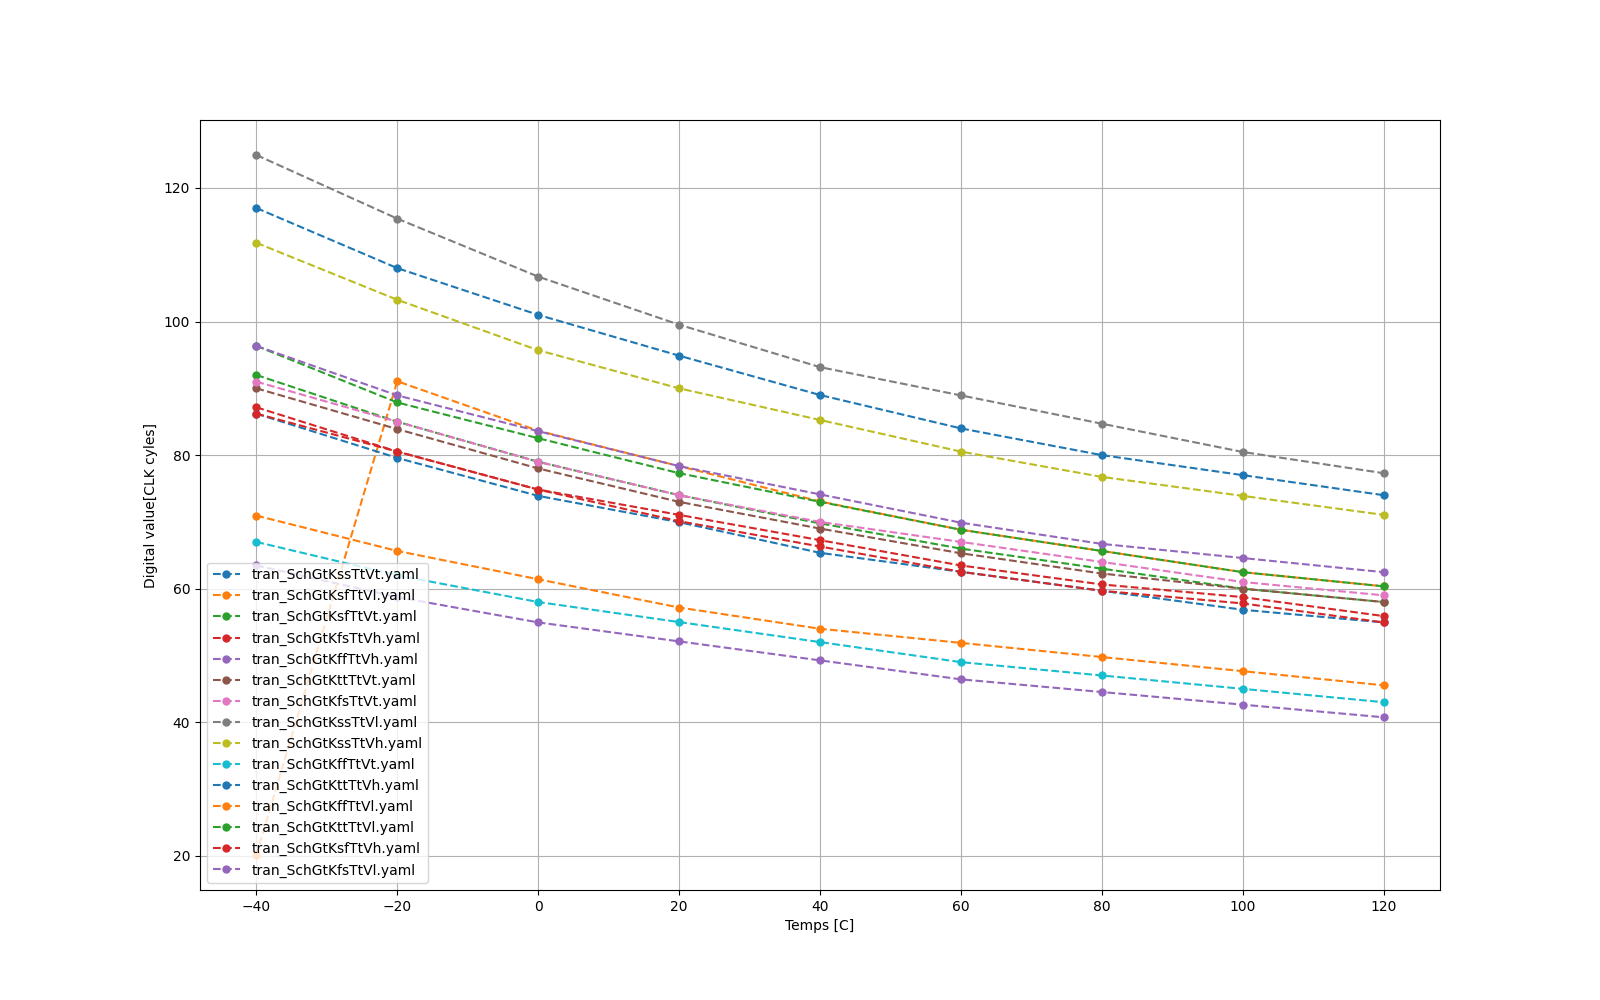 120
100
80
60
40
20
Digital value[CLK cyles]
tran_SchGtKssTtVt.yaml
tran_SchGtKsfTtVl.yaml
tran_SchGtKsfTtVt.yaml
tran_SchGtKfsTtVh.yaml
tran_SchGtKffTtVh.yaml
tran_SchGtKttTtVt.yaml
tran_SchGtKfsTtVt.yaml
tran_SchGtKssTtVl.yaml
tran_SchGtKssTtVh.yaml
tran_SchGtKffTtVt.yaml
tran_SchGtKttTtVh.yaml
tran_SchGtKffTtVl.yaml
tran_SchGtKttTtVl.yaml
tran_SchGtKsfTtVh.yaml
tran_SchGtKfsTtVl.yaml
−40 −20 0 20 40 60 80 100 120
Temps [C]